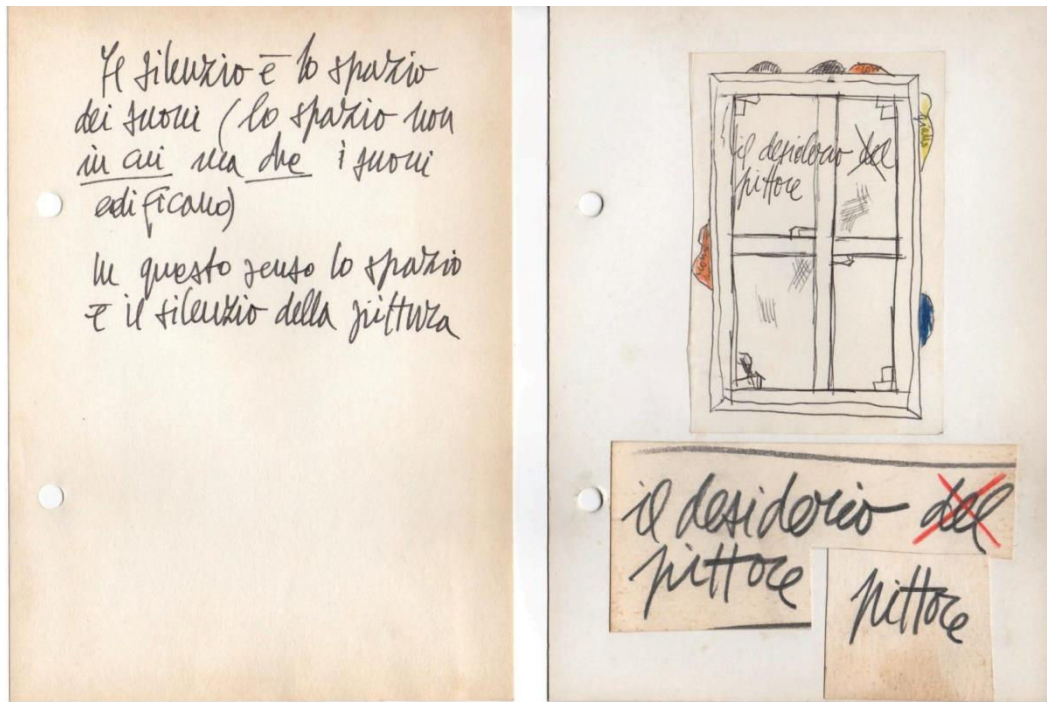 Il silenzio è lo spazio
dei suoni (lo spazio non
in cui ma che i suoni
edificano)
In questo senso lo spazio
è il silenzio della pittura
il desiderio del
pittore
giallo
il desiderio del
pittore
pittore